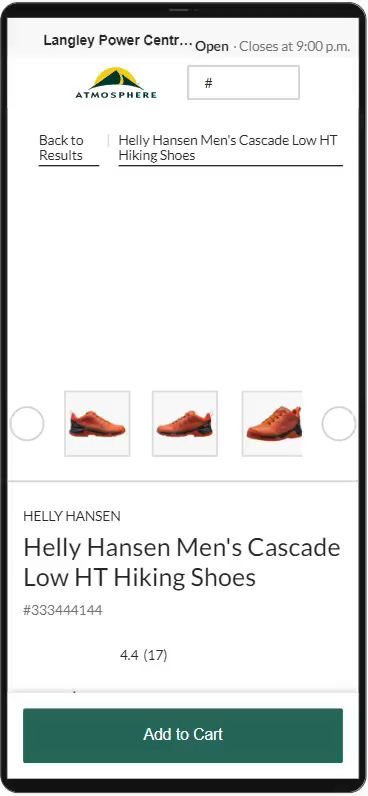 Langley Power Centr... Open · Closes at 9:00 p.m.
ATMOSPHERE
#
Back to Results
Helly Hansen Men's Cascade Low HT
Hiking Shoes
HELLY HANSEN
Helly Hansen Men's Cascade
Low HT Hiking Shoes
#333444144
4.4 (17)
Add to Cart